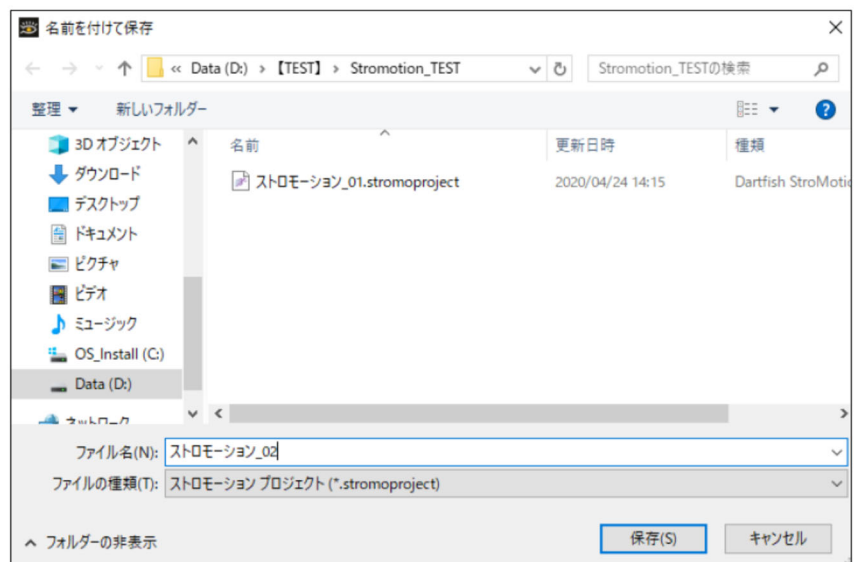 名前を付けて保存
« Data (D:) › 【TEST】 › Stromotion_TEST
Stromotion_TESTの検索
整理 新しいフォルダー
名前 更新日時 種類
3D オブジェクト
ダウンロード
デスクトップ
ドキュメント
ピクチャ
ビデオ
ミュージック
OS_Install (C:)
Data (D:)
ネットワーク
ストロモーション_01.stromoproject 2020/04/24 14:15 Dartfish StroMotic
ファイル名(N): ストロモーション_02
ファイルの種類(T): ストロモーション プロジェクト (*.stromoproject)
フォルダーの非表示
保存(S) キャンセル